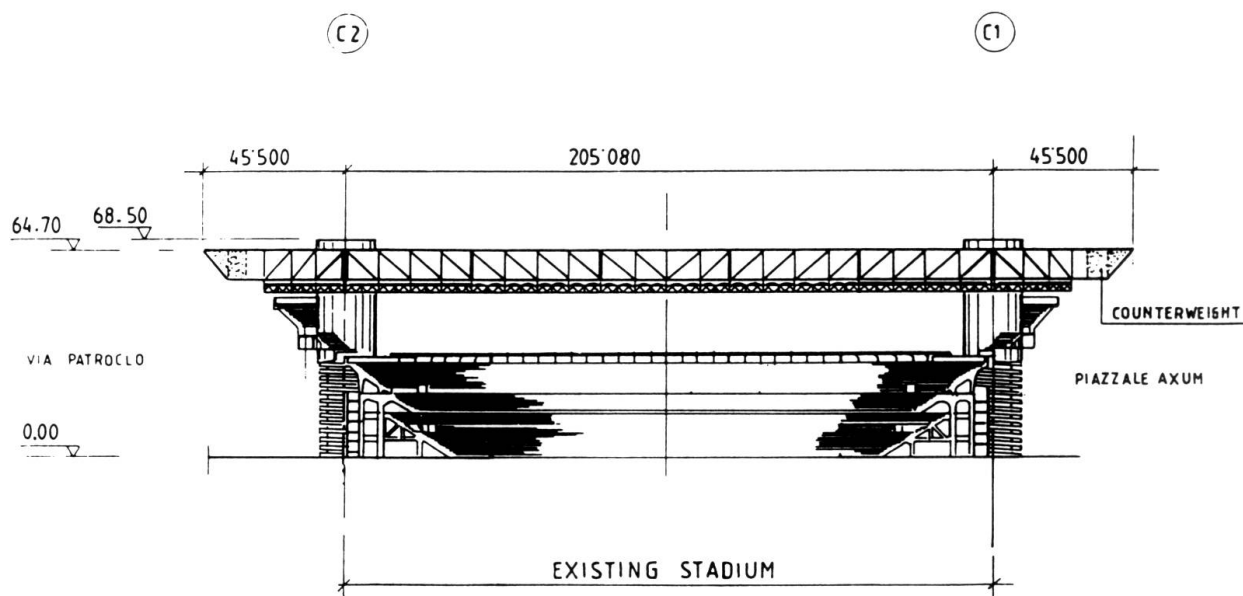 C2 C1
45'500 205'080 45'500
64.70 68.50
COUNTERWEIGHT
VIA PATROCLO
PIAZZALE AXUM
0.00
EXISTING STADIUM